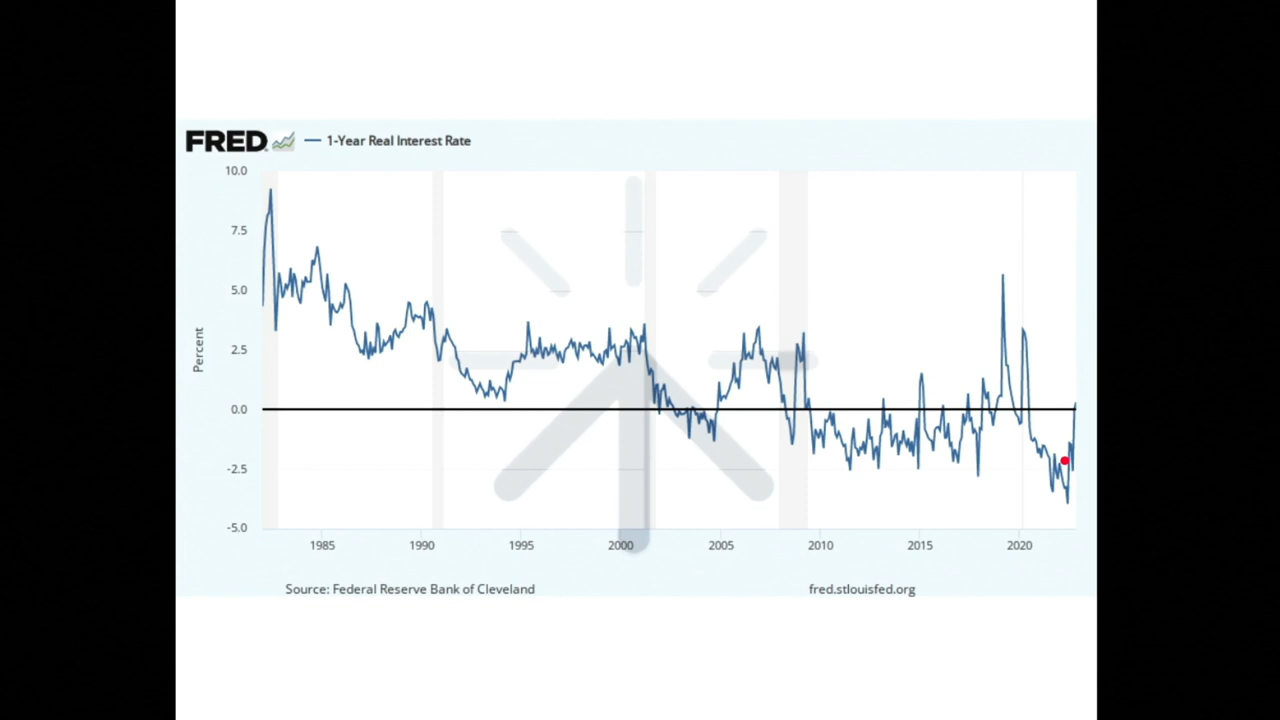 FRED 1-Year Real Interest Rate
10.0
7.5
5.0
2.5
0.0
-2.5
-5.0
Percent
1985 1990 1995 2000 2005 2010 2015 2020
Source: Federal Reserve Bank of Cleveland fred.stlouisfed.org